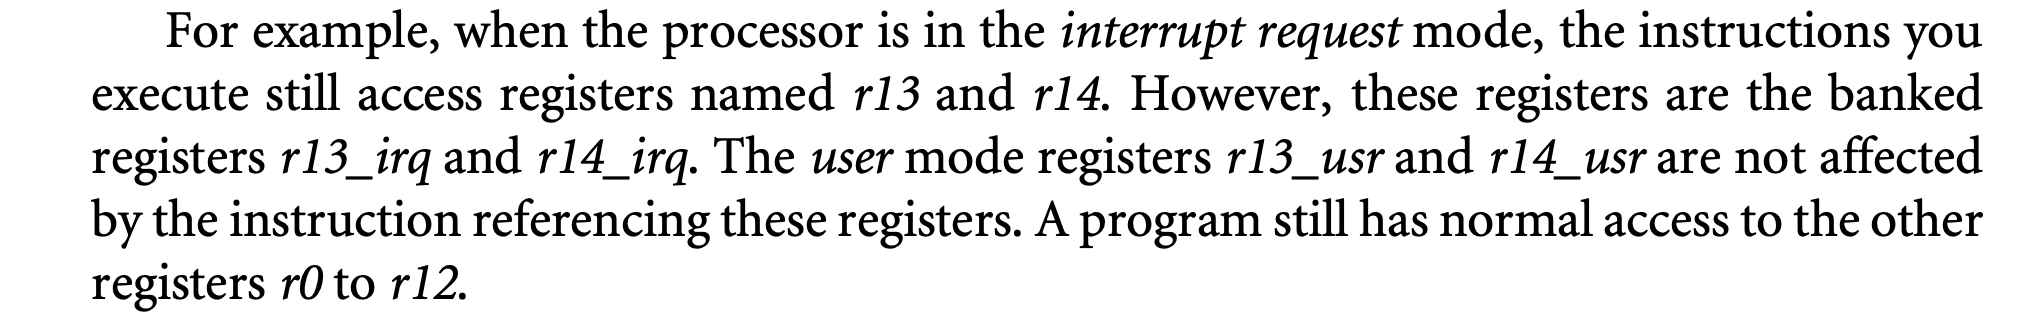 For example, when the processor is in the interrupt request mode, the instructions you
execute still access registers named r13 and r14. However, these registers are the banked
registers r13_irq and r14_irq. The user mode registers r13_usr and r14_usr are not affected
by the instruction referencing these registers. A program still has normal access to the other
registers r0 to r12.